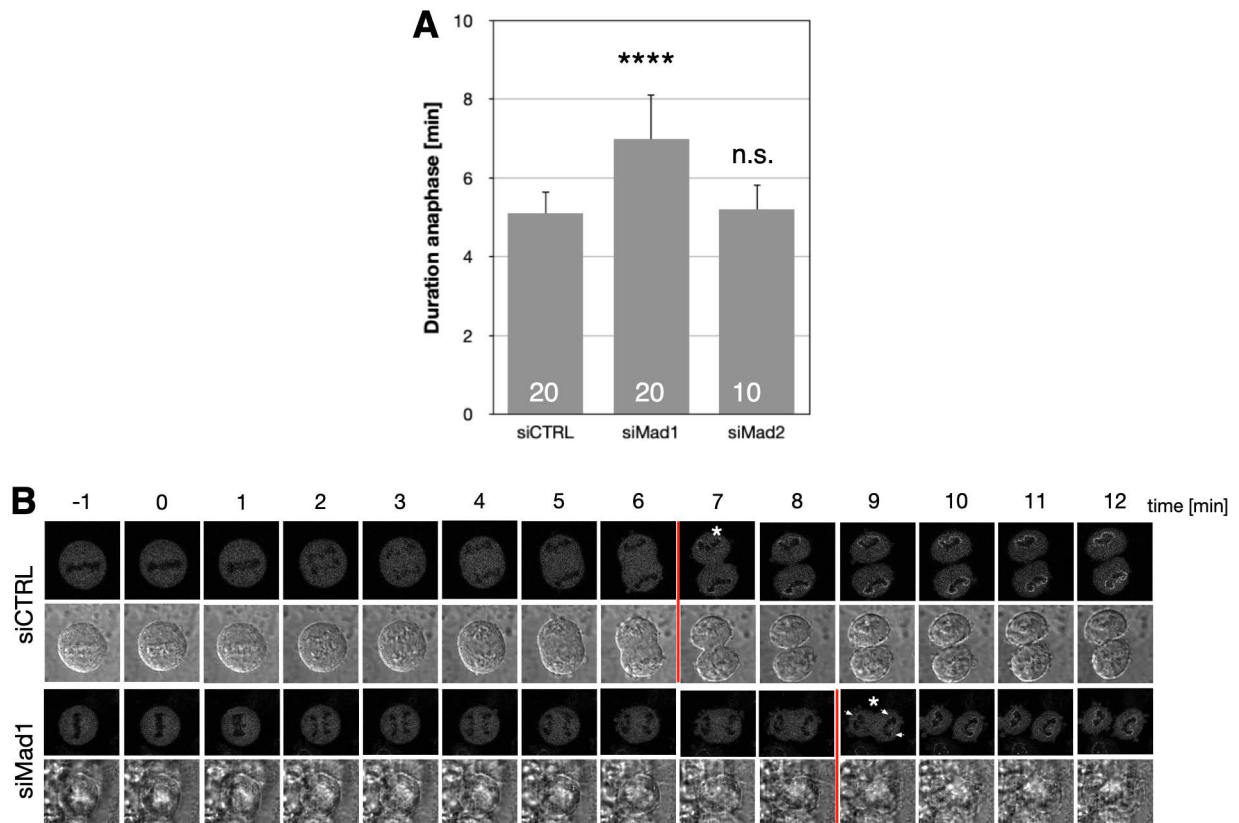 A
10
8
6
4
2
0
Duration anaphase [min]
****
n.s.
20 20 10
siCTRL siMad1 siMad2
B
-1 0 1 2 3 4 5 6 7 8 9 10 11 12 time [min]
siCTRL
*
siMad1
*